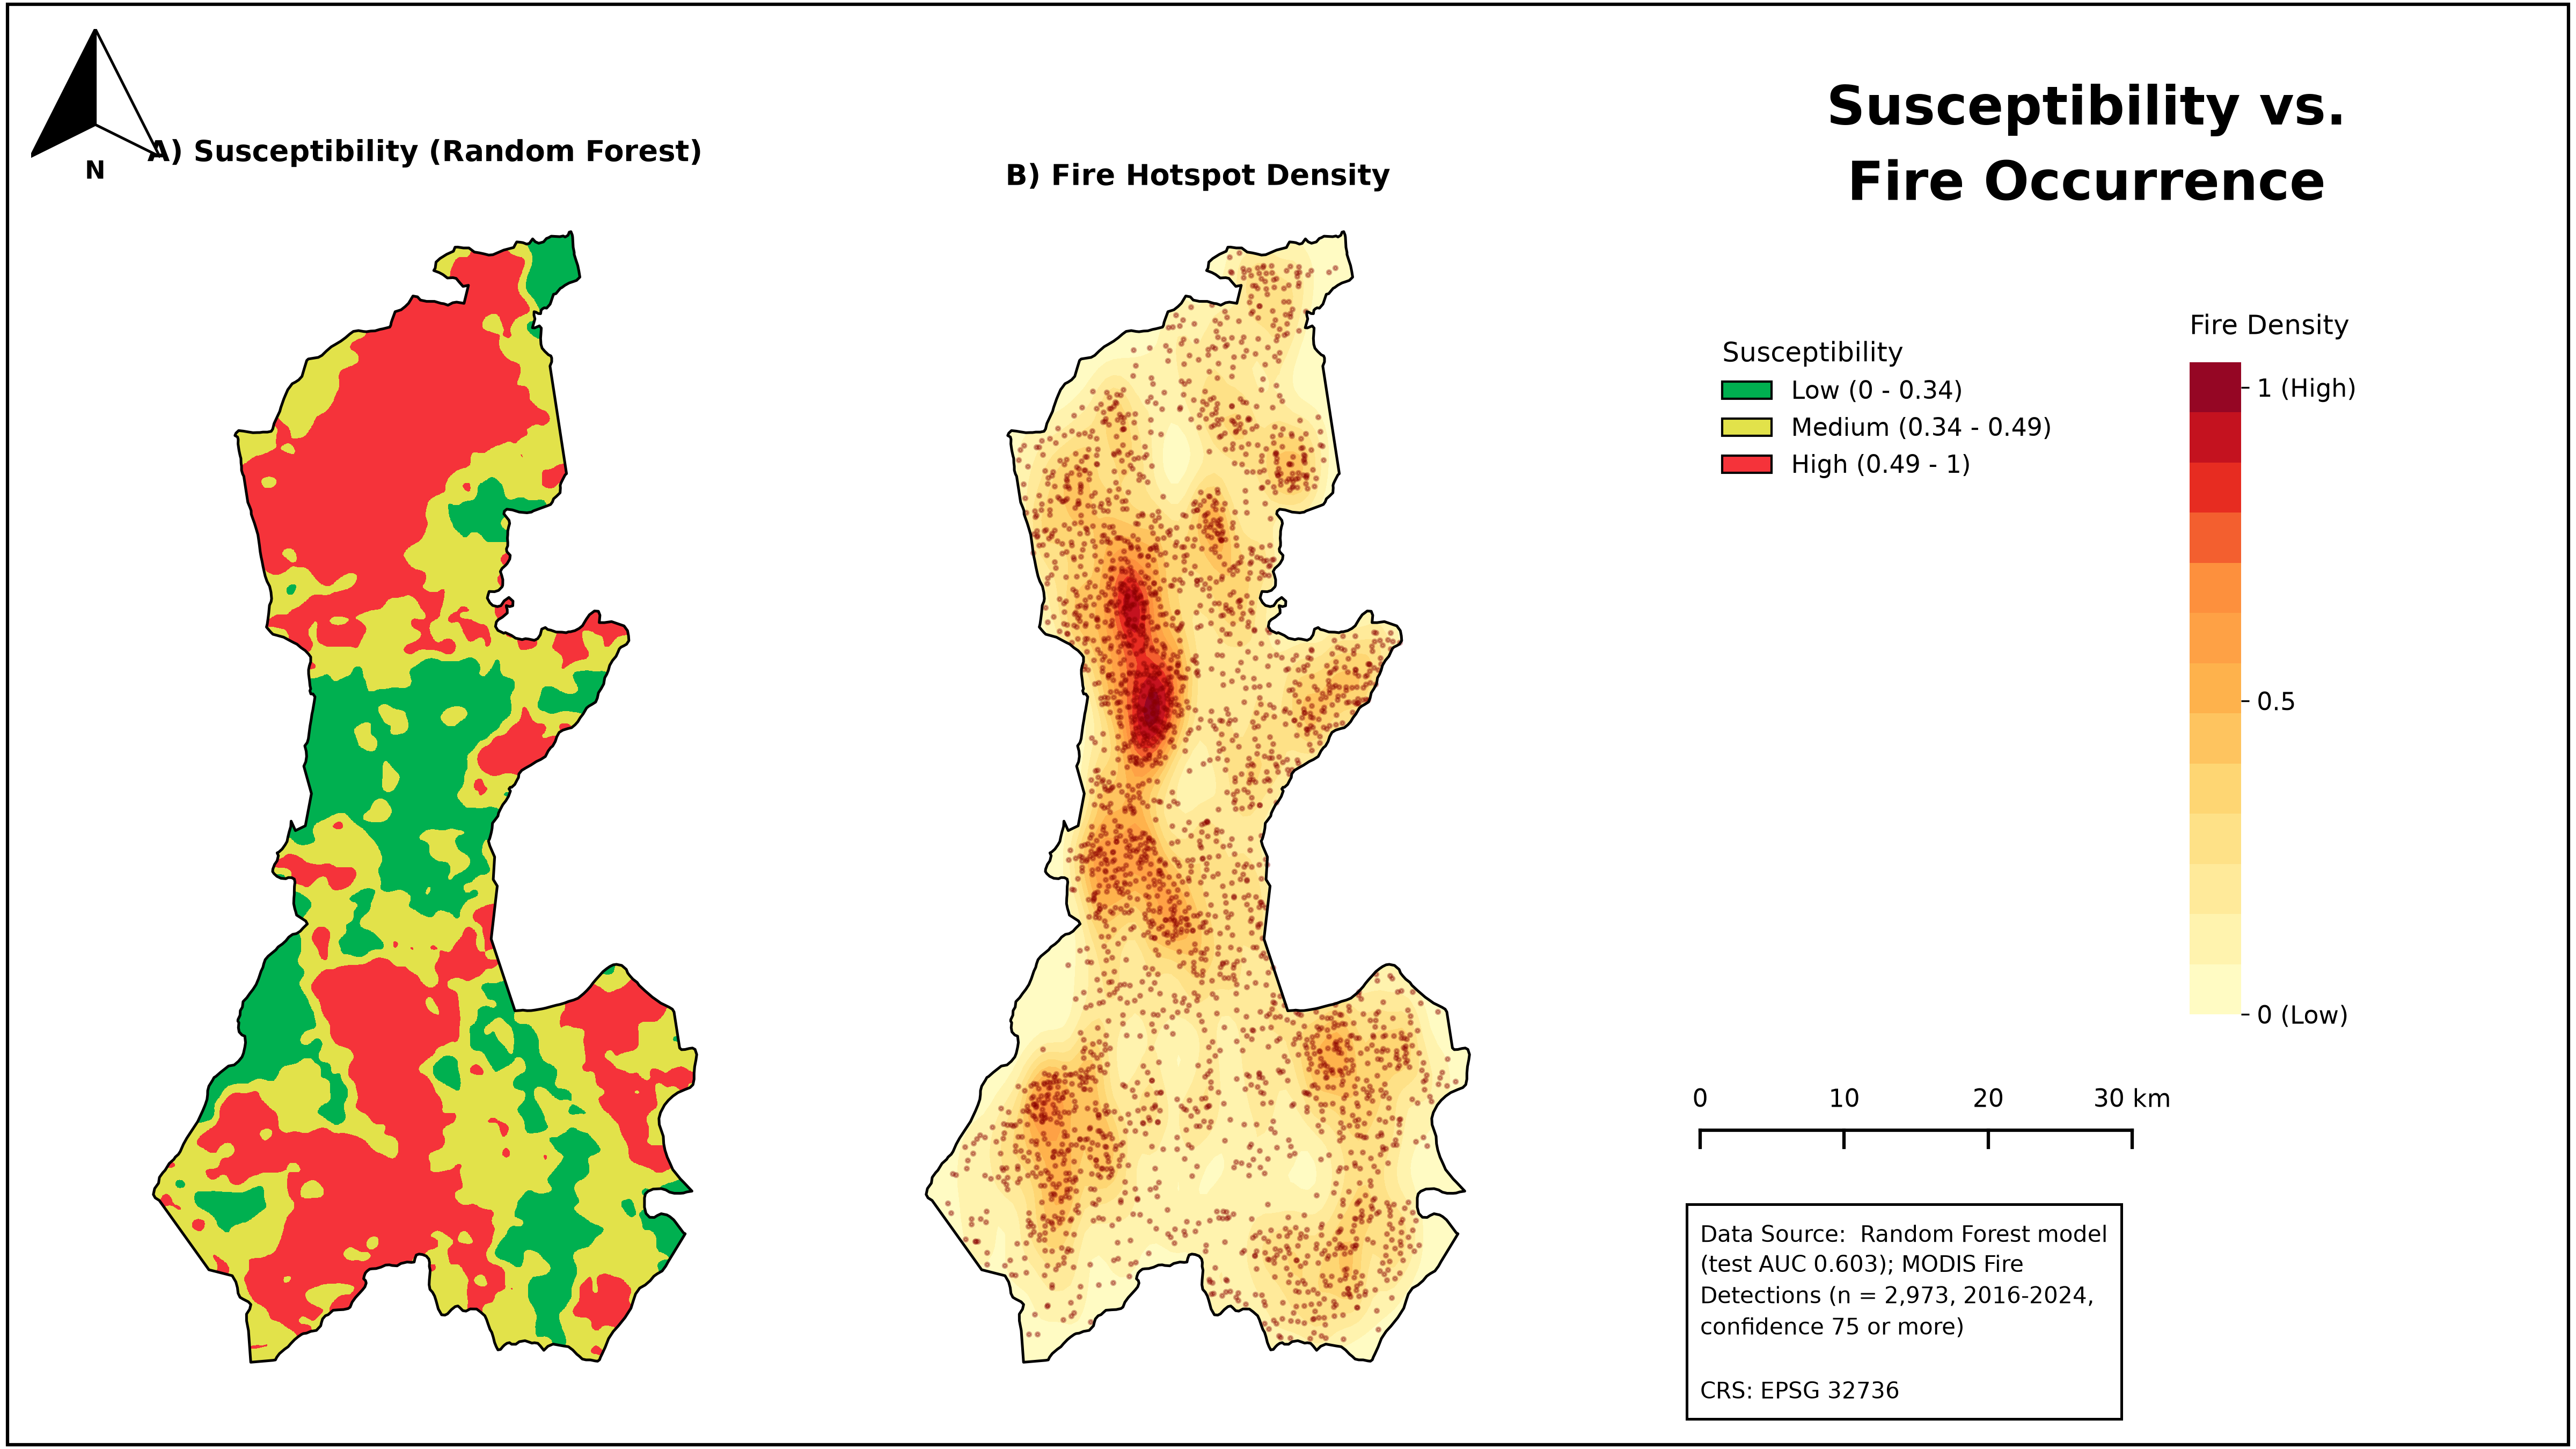 Susceptibility vs.
Fire Occurrence
N
A) Susceptibility (Random Forest)
B) Fire Hotspot Density
Susceptibility
Low (0 - 0.34)
Medium (0.34 - 0.49)
High (0.49 - 1)
Fire Density
1 (High)
0.5
0 (Low)
0 10 20 30 km
Data Source:  Random Forest model
(test AUC 0.603); MODIS Fire
Detections (n = 2,973, 2016-2024,
confidence 75 or more)
CRS: EPSG 32736